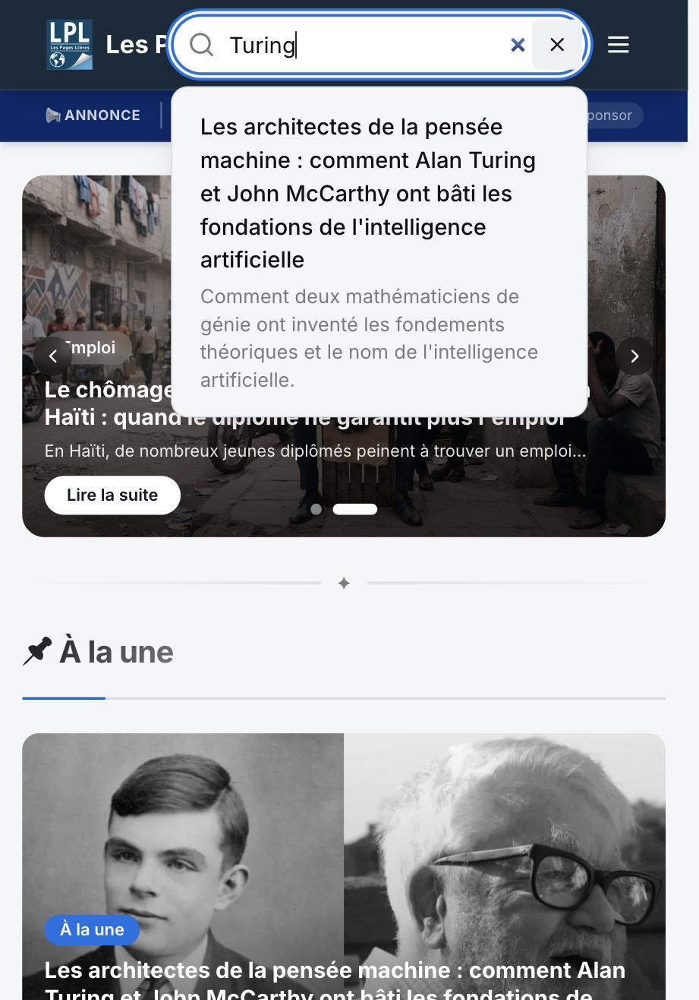 LPL
Les Pages Libres
Les P
Turing
ANNONCE
ponsor
Les architectes de la pensée
machine : comment Alan Turing
et John McCarthy ont bâti les
fondations de l'intelligence
artificielle
Comment deux mathématiciens de
génie ont inventé les fondements
théoriques et le nom de l'intelligence
artificielle.
Emploi
Le chômage
Haïti : quand le diplôme ne garantit plus l'emploi
En Haïti, de nombreux jeunes diplômés peinent à trouver un emploi...
Lire la suite
À la une
À la une
Les architectes de la pensée machine : comment Alan
Turing et John McCarthy ont bâti les fondations de